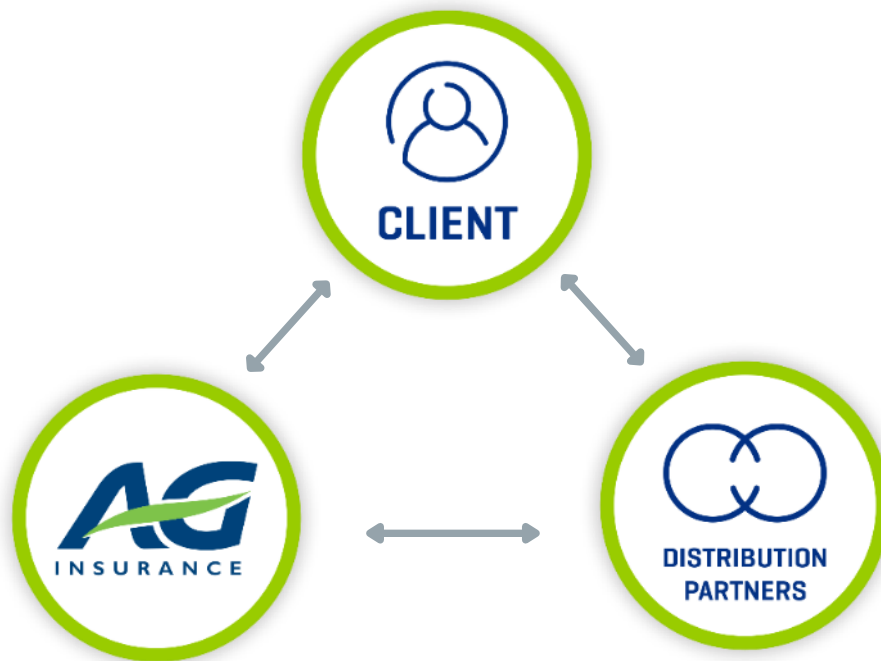 CLIENT
AG
INSURANCE
DISTRIBUTION
PARTNERS